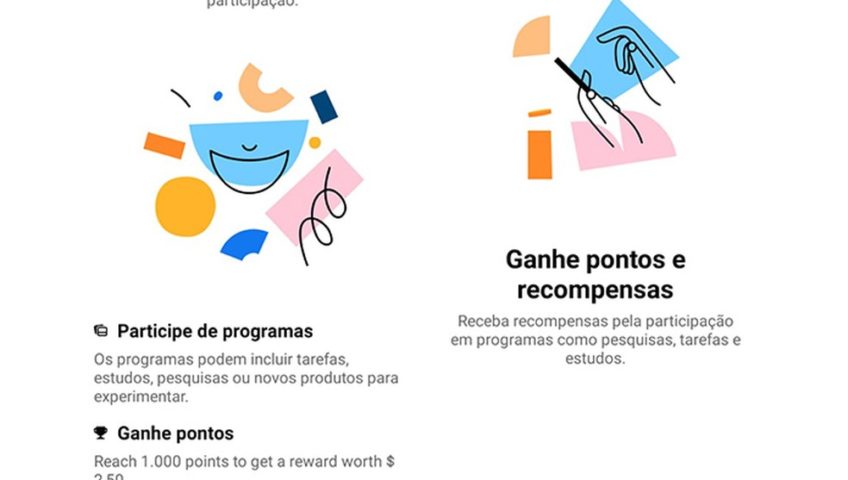 participação.
Participe de programas
Os programas podem incluir tarefas,
estudos, pesquisas ou novos produtos para
experimentar.
Ganhe pontos
Reach 1.000 points to get a reward worth $
2,50
Ganhe pontos e
recompensas
Receba recompensas pela participação
em programas como pesquisas, tarefas e
estudos.